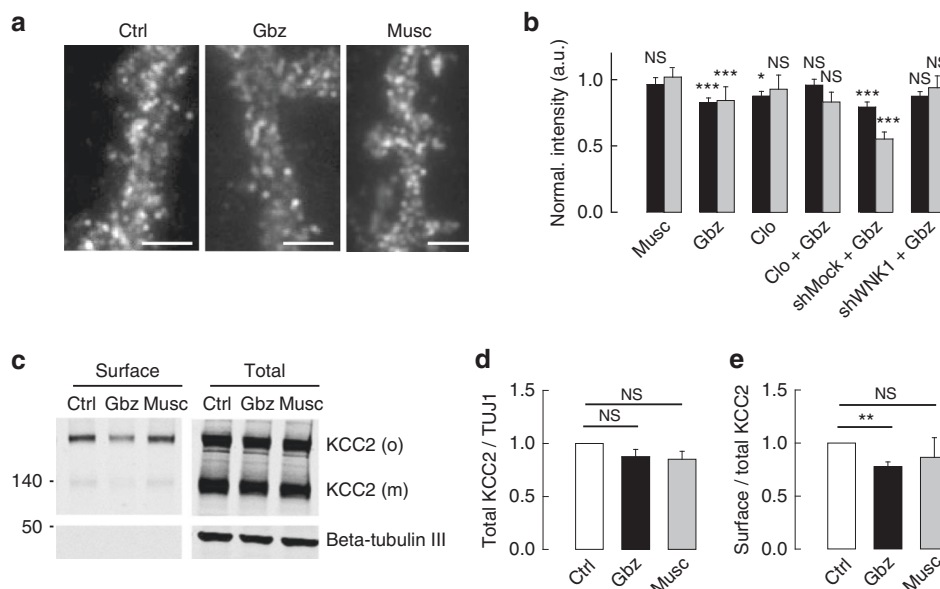 a
Ctrl Gbz Musc
b
Normal. intensity (a.u.)
1.0
0.5
0.0
NS
*** ***
* NS
NS NS
*** ***
NS NS
Musc
Gbz
Clo
Clo + Gbz
shMock + Gbz
shWNK1 + Gbz
c
Surface Total
Ctrl Gbz Musc Ctrl Gbz Musc
KCC2 (o)
140 -
KCC2 (m)
50 -
Beta-tubulin III
d
Total KCC2 / TUJ1
1.5
1.0
0.5
0.0
NS
NS
Ctrl
Gbz
Musc
e
Surface / total KCC2
1.5
1.0
0.5
0.0
NS
**
Ctrl
Gbz
Musc